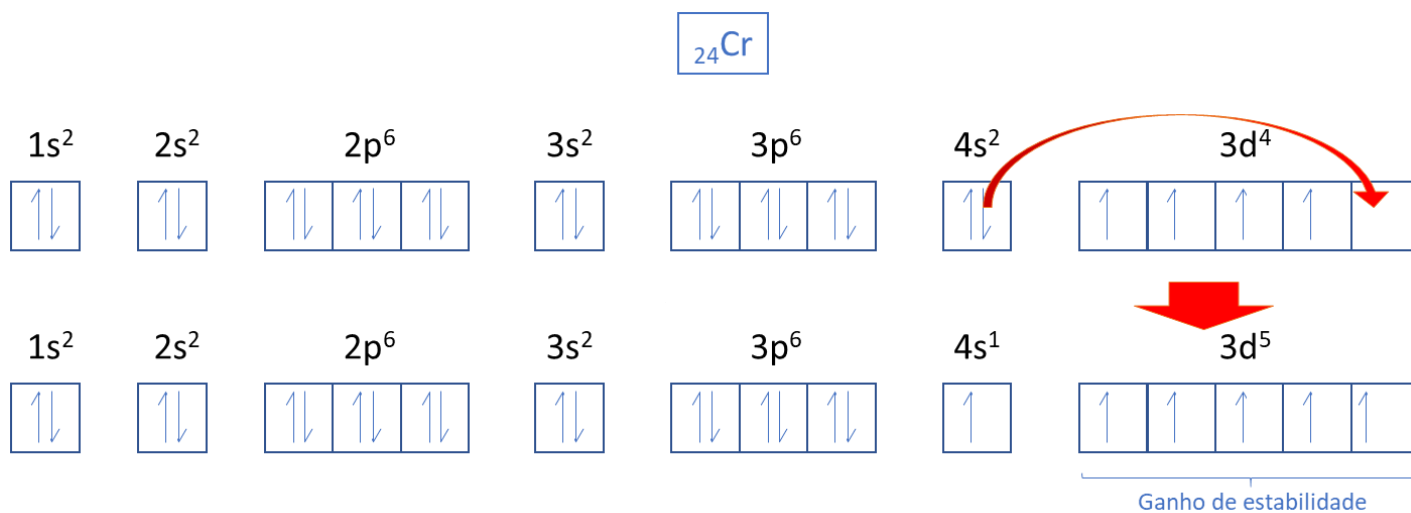 ₂₄Cr
1s² 2s² 2p⁶ 3s² 3p⁶ 4s² 3d⁴
1s² 2s² 2p⁶ 3s² 3p⁶ 4s¹ 3d⁵
Ganho de estabilidade